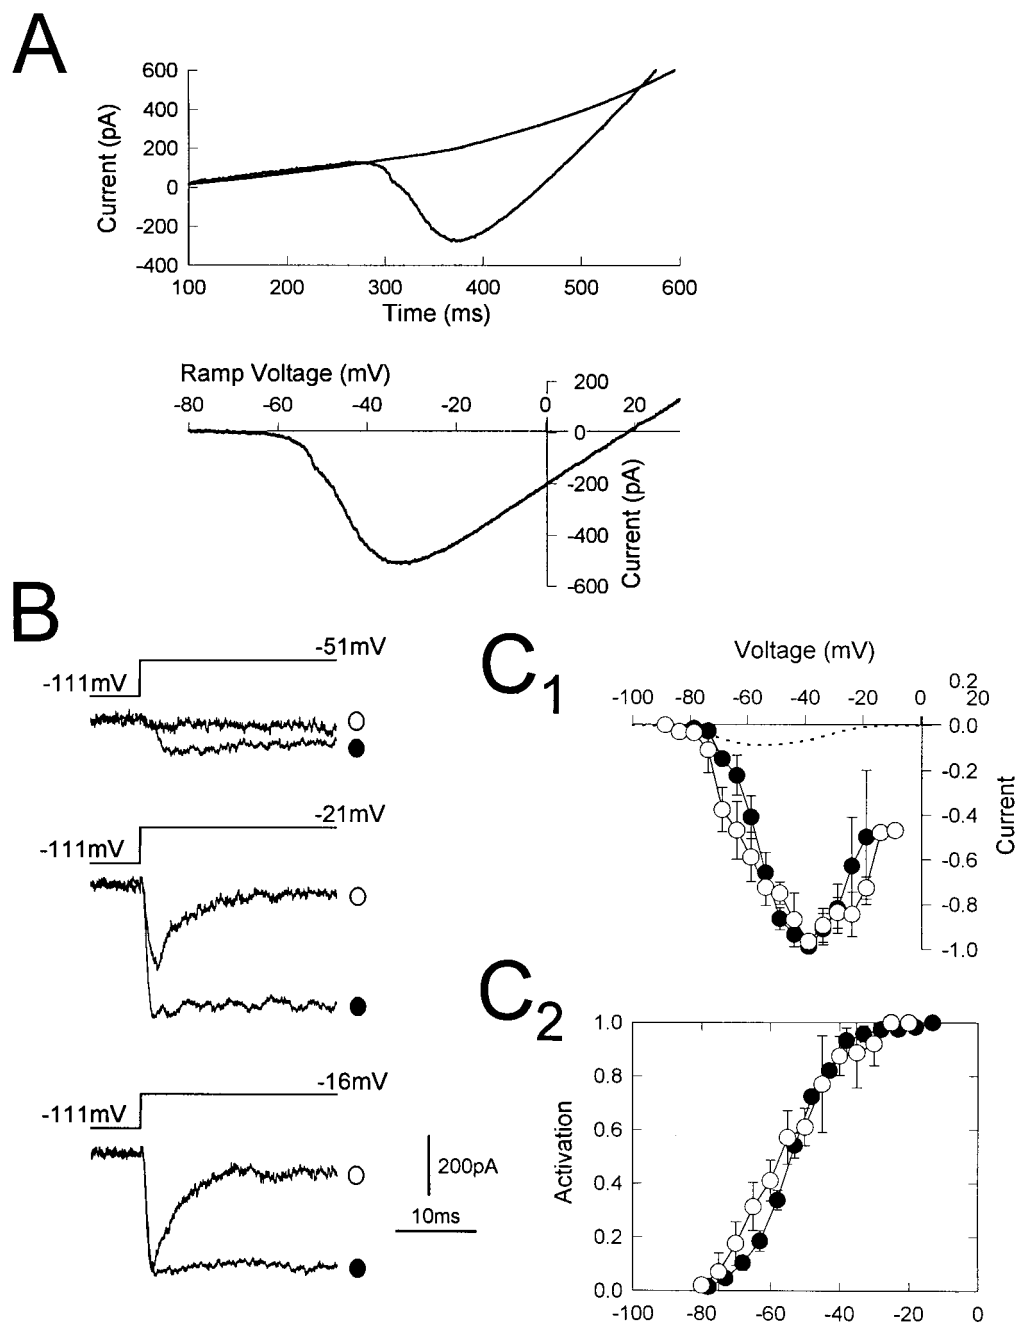 A
600
400
200
0
-200
-400
Current (pA)
100 200 300 400 500 600
Time (ms)
Ramp Voltage (mV)
-80 -60 -40 -20 0 20
200
0
-200
-400
-600
Current (pA)
B
-51mV
-111mV
-21mV
-111mV
-16mV
-111mV
200pA
10ms
C1
Voltage (mV)
-100 -80 -60 -40 -20 0 20
0.2
0.0
-0.2
-0.4
-0.6
-0.8
-1.0
Current
C2
1.0
0.8
0.6
0.4
0.2
0.0
Activation
-100 -80 -60 -40 -20 0